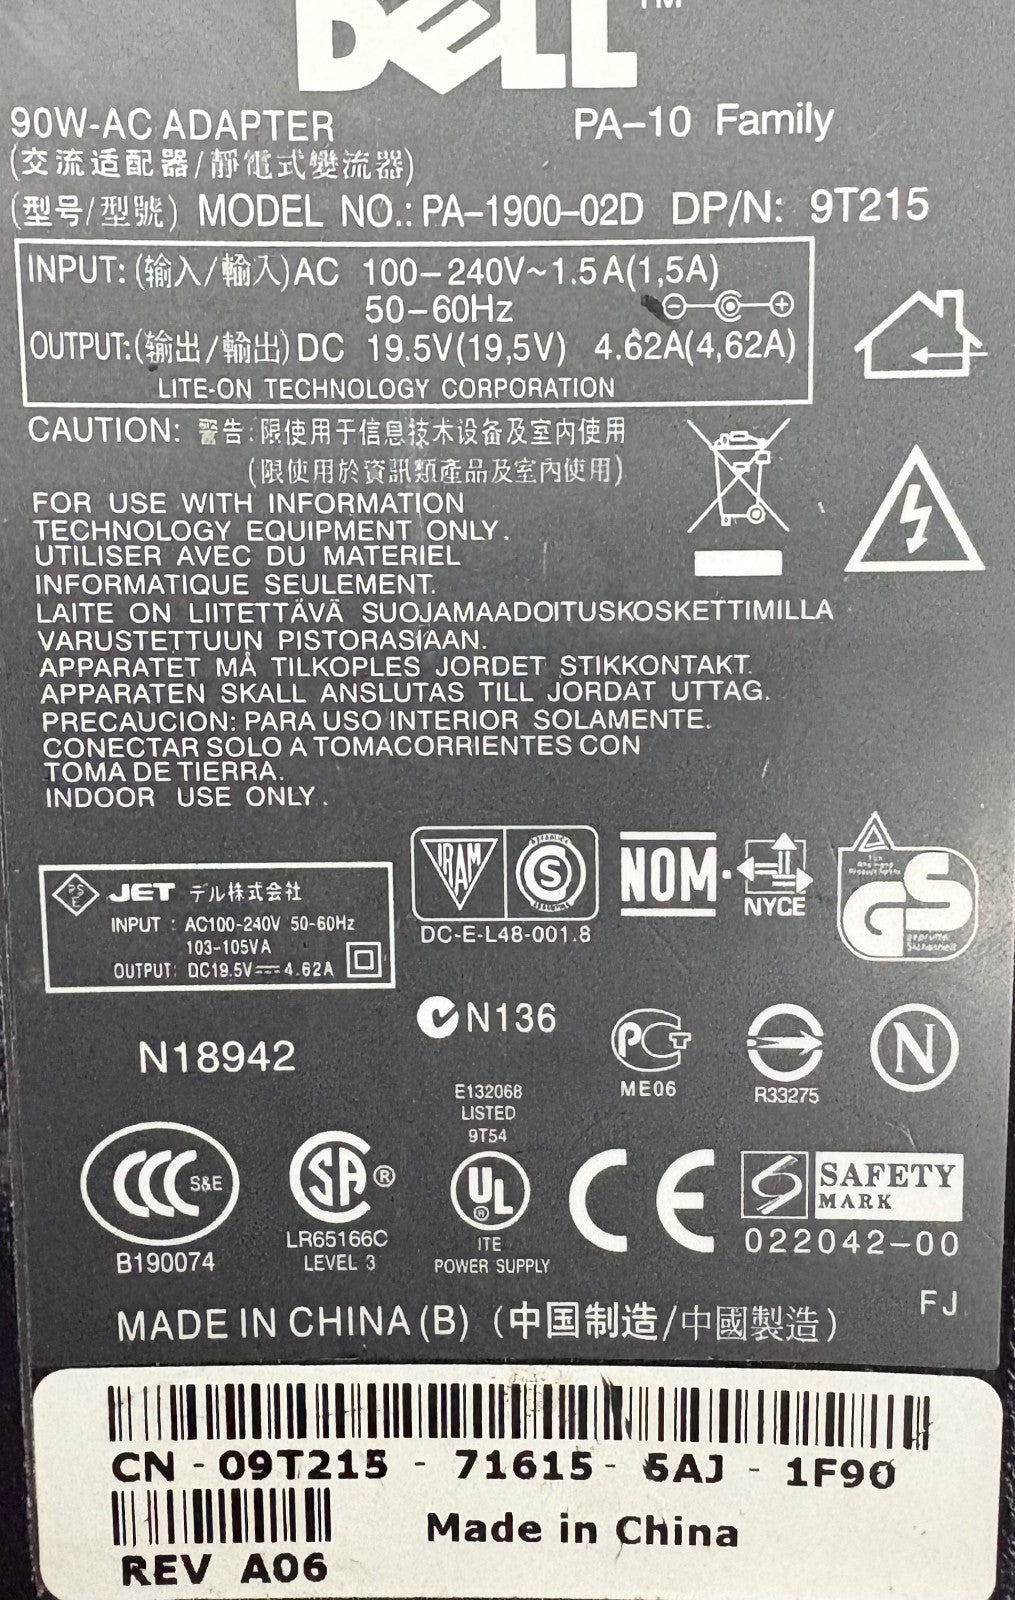 DELL™
90W-AC ADAPTER PA-10 Family
(交流适配器/靜電式變流器)
(型号/型號) MODEL NO.: PA-1900-02D DP/N: 9T215
INPUT: (输入/輸入) AC 100-240V~1.5A(1,5A)
50-60Hz
OUTPUT:(输出/輸出) DC 19.5V(19,5V) 4.62A(4,62A)
LITE-ON TECHNOLOGY CORPORATION
CAUTION: 警告:限使用于信息技术设备及室内使用
(限使用於資訊類產品及室內使用)
FOR USE WITH INFORMATION
TECHNOLOGY EQUIPMENT ONLY.
UTILISER AVEC DU MATERIEL
INFORMATIQUE SEULEMENT.
LAITE ON LIITETTÄVÄ SUOJAMAADOITUSKOSKETTIMILLA
VARUSTETTUUN PISTORASIAAN.
APPARATET MÅ TILKOPLES JORDET STIKKONTAKT.
APPARATEN SKALL ANSLUTAS TILL JORDAT UTTAG.
PRECAUCION: PARA USO INTERIOR SOLAMENTE.
CONECTAR SOLO A TOMACORRIENTES CON
TOMA DE TIERRA.
INDOOR USE ONLY.
PSE JET デル株式会社
INPUT : AC100-240V 50-60Hz
103-105VA
OUTPUT: DC19.5V⎓4.62A
IRAM S
DC-E-L48-001.8
NOM NYCE
GS geprüfte Sicherheit
N136
N18942
PCT
ME06
R33275
N
E132068
LISTED
9T54
CCC S&E
B190074
SA®
LR65166C
LEVEL 3
UL®
ITE
POWER SUPPLY
CE
S SAFETY
MARK
022042-00
FJ
MADE IN CHINA (B) (中国制造/中國製造)
CN - 09T215 - 71615 - 5AJ - 1F90
Made in China
REV A06